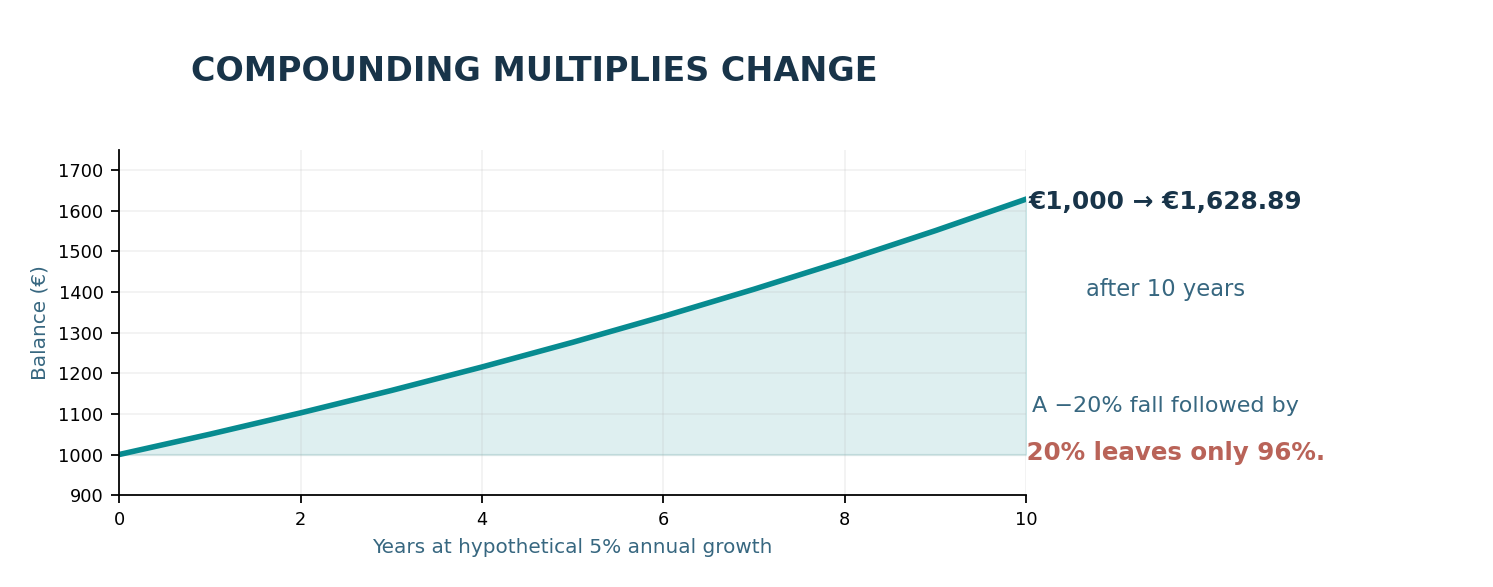 COMPOUNDING MULTIPLIES CHANGE
1700
1600
1500
1400
1300
1200
1100
1000
900
Balance (€)
0 2 4 6 8 10
Years at hypothetical 5% annual growth
€1,000 → €1,628.89
after 10 years
A −20% fall followed by
20% leaves only 96%.